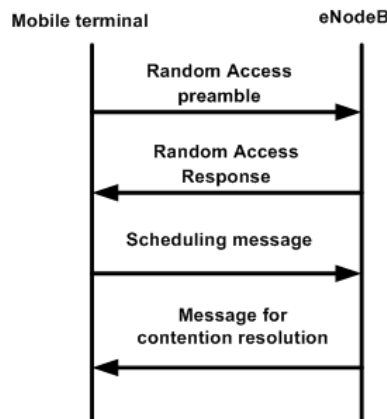 Mobile terminal
eNodeB
Random Access
preamble
Random Access
Response
Scheduling message
Message for
contention resolution